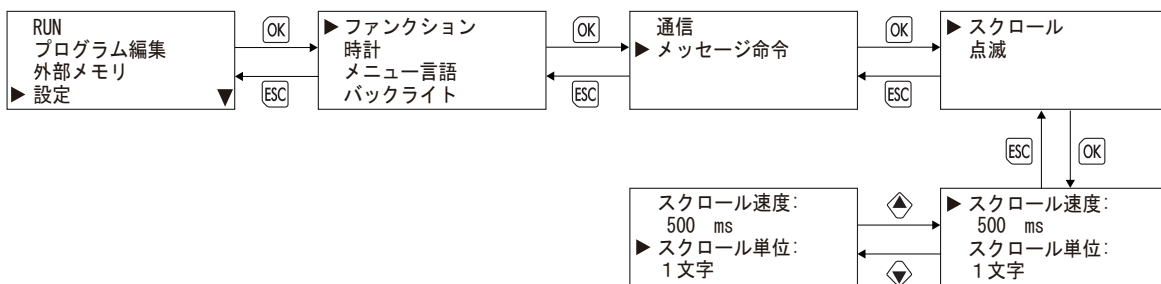 RUN
プログラム編集
外部メモリ
▶ 設定 ▼
OK
ESC
▶ ファンクション
時計
メニュー言語
バックライト
OK
ESC
通信
▶ メッセージ命令
OK
ESC
▶ スクロール
点滅
ESC
OK
スクロール速度:
500 ms
▶ スクロール単位:
1文字
▶ スクロール速度:
500 ms
スクロール単位:
1文字